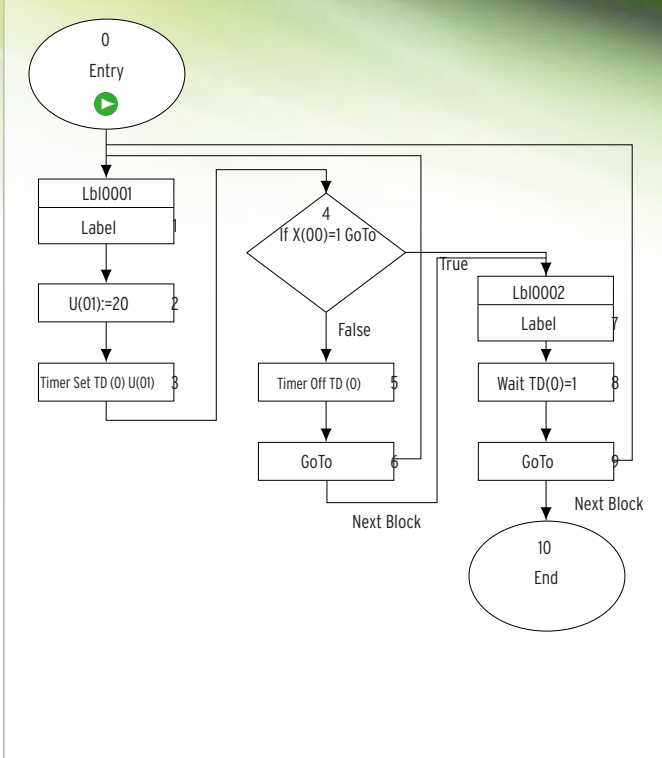 0
Entry
Lbl0001
Label 1
U(01):=20 2
Timer Set TD (0) U(01) 3
4
If X(00)=1 GoTo
True
False
Timer Off TD (0) 5
GoTo 6
Next Block
Lbl0002
Label 7
Wait TD(0)=1 8
GoTo 9
Next Block
10
End